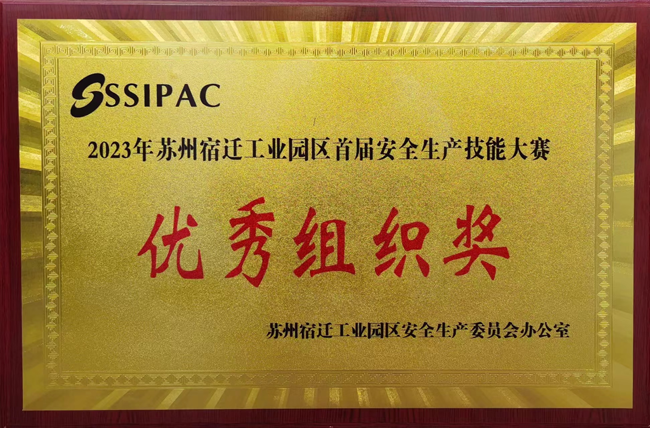 SSIPAC
2023年苏州宿迁工业园区首届安全生产技能大赛
优秀组织奖
苏州宿迁工业园区安全生产委员会办公室